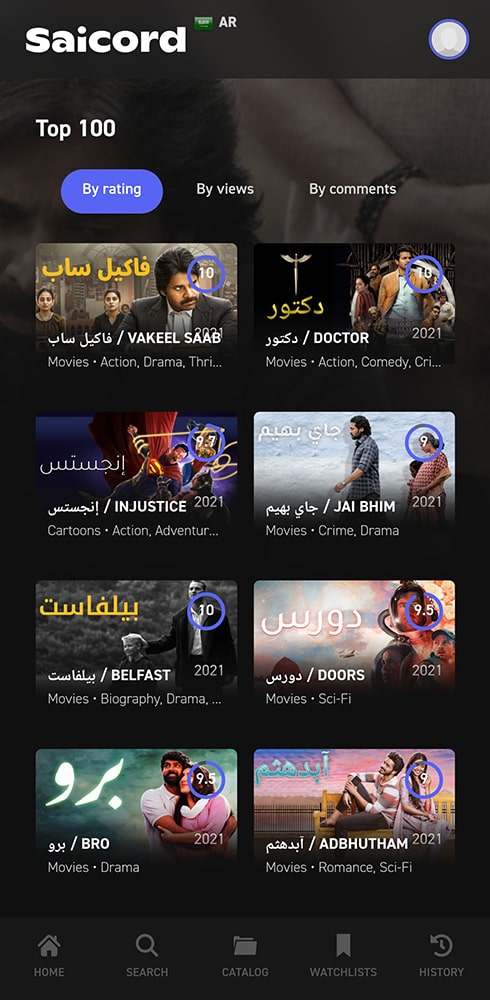 Saicord
AR
Top 100
By rating
By views
By comments
فاكيل ساب
10
2021
فاكيل ساب / VAKEEL SAAB
Movies • Action, Drama, Thri...
دكتور
10
2021
دكتور / DOCTOR
Movies • Action, Comedy, Cri...
إنجستس
9.7
2021
إنجستس / INJUSTICE
Cartoons • Action, Adventur...
جاي بهيم
9
2021
جاي بهيم / JAI BHIM
Movies • Crime, Drama
بيلفاست
10
2021
بيلفاست / BELFAST
Movies • Biography, Drama, ...
دورس
9.5
2021
دورس / DOORS
Movies • Sci-Fi
برو
9.5
2021
برو / BRO
Movies • Drama
آبدهثم
9
2021
آبدهثم / ADBHUTHAM
Movies • Romance, Sci-Fi
HOME
SEARCH
CATALOG
WATCHLISTS
HISTORY